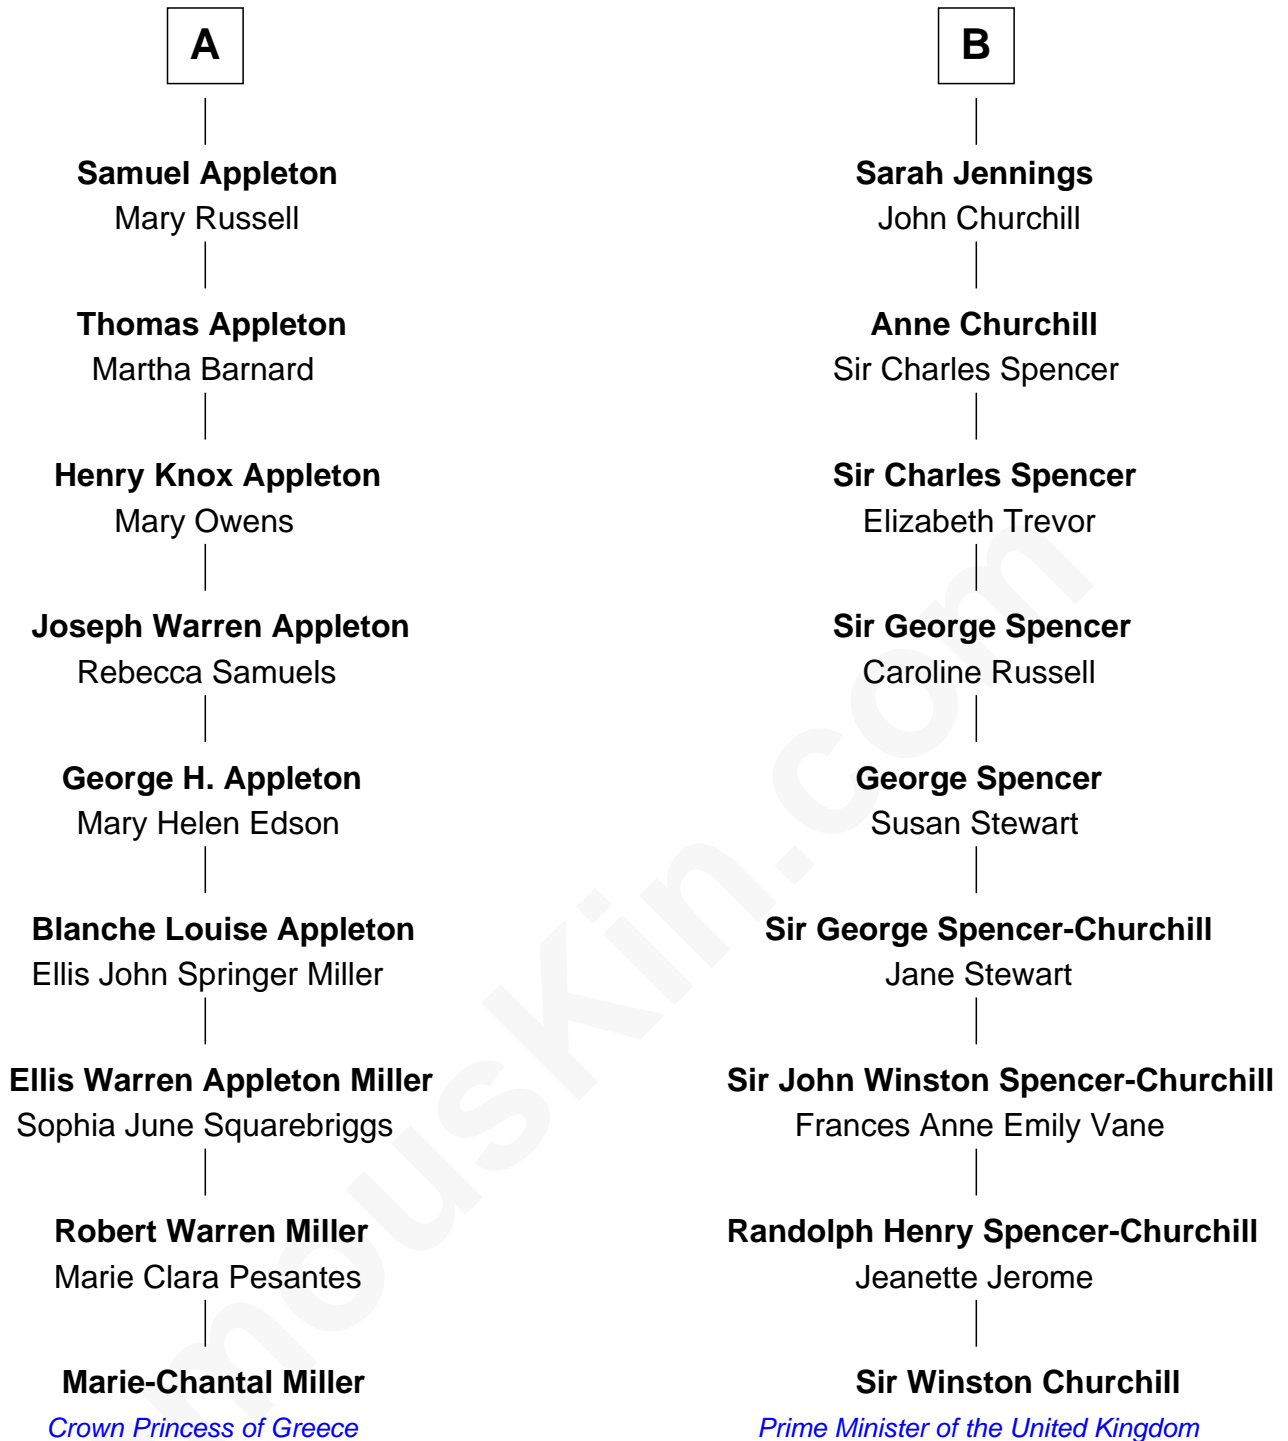 A
Samuel Appleton
Mary Russell
Thomas Appleton
Martha Barnard
Henry Knox Appleton
Mary Owens
Joseph Warren Appleton
Rebecca Samuels
George H. Appleton
Mary Helen Edson
Blanche Louise Appleton
Ellis John Springer Miller
Ellis Warren Appleton Miller
Sophia June Squarebriggs
Robert Warren Miller
Marie Clara Pesantes
Marie-Chantal Miller
Crown Princess of Greece
B
Sarah Jennings
John Churchill
Anne Churchill
Sir Charles Spencer
Sir Charles Spencer
Elizabeth Trevor
Sir George Spencer
Caroline Russell
George Spencer
Susan Stewart
Sir George Spencer-Churchill
Jane Stewart
Sir John Winston Spencer-Churchill
Frances Anne Emily Vane
Randolph Henry Spencer-Churchill
Jeanette Jerome
Sir Winston Churchill
Prime Minister of the United Kingdom
mousKin.com